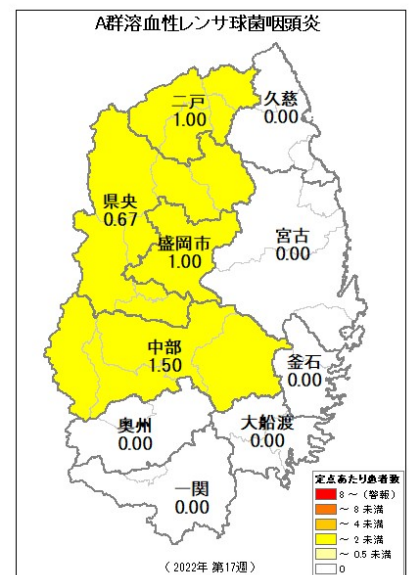 A群溶血性レンサ球菌咽頭炎
二戸
1.00
久慈
0.00
県央
0.67
盛岡市
1.00
宮古
0.00
中部
1.50
釜石
0.00
奥州
0.00
大船渡
0.00
一関
0.00
定点あたり患者数
8 ~ (警報)
~ 8 未満
~ 4 未満
~ 2 未満
~ 0.5 未満
0
( 2022年 第17週 )